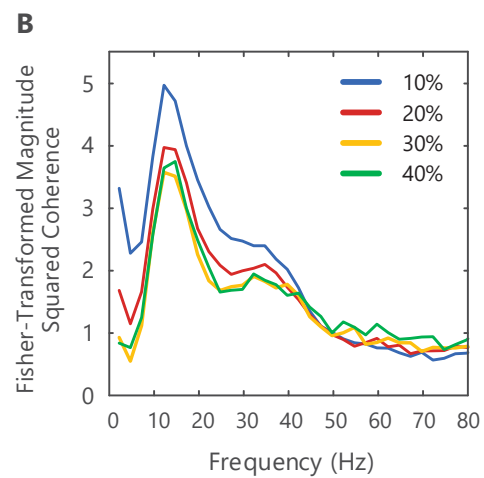 B
Fisher-Transformed Magnitude
Squared Coherence
5
4
3
2
1
0
10%
20%
30%
40%
0 10 20 30 40 50 60 70 80
Frequency (Hz)